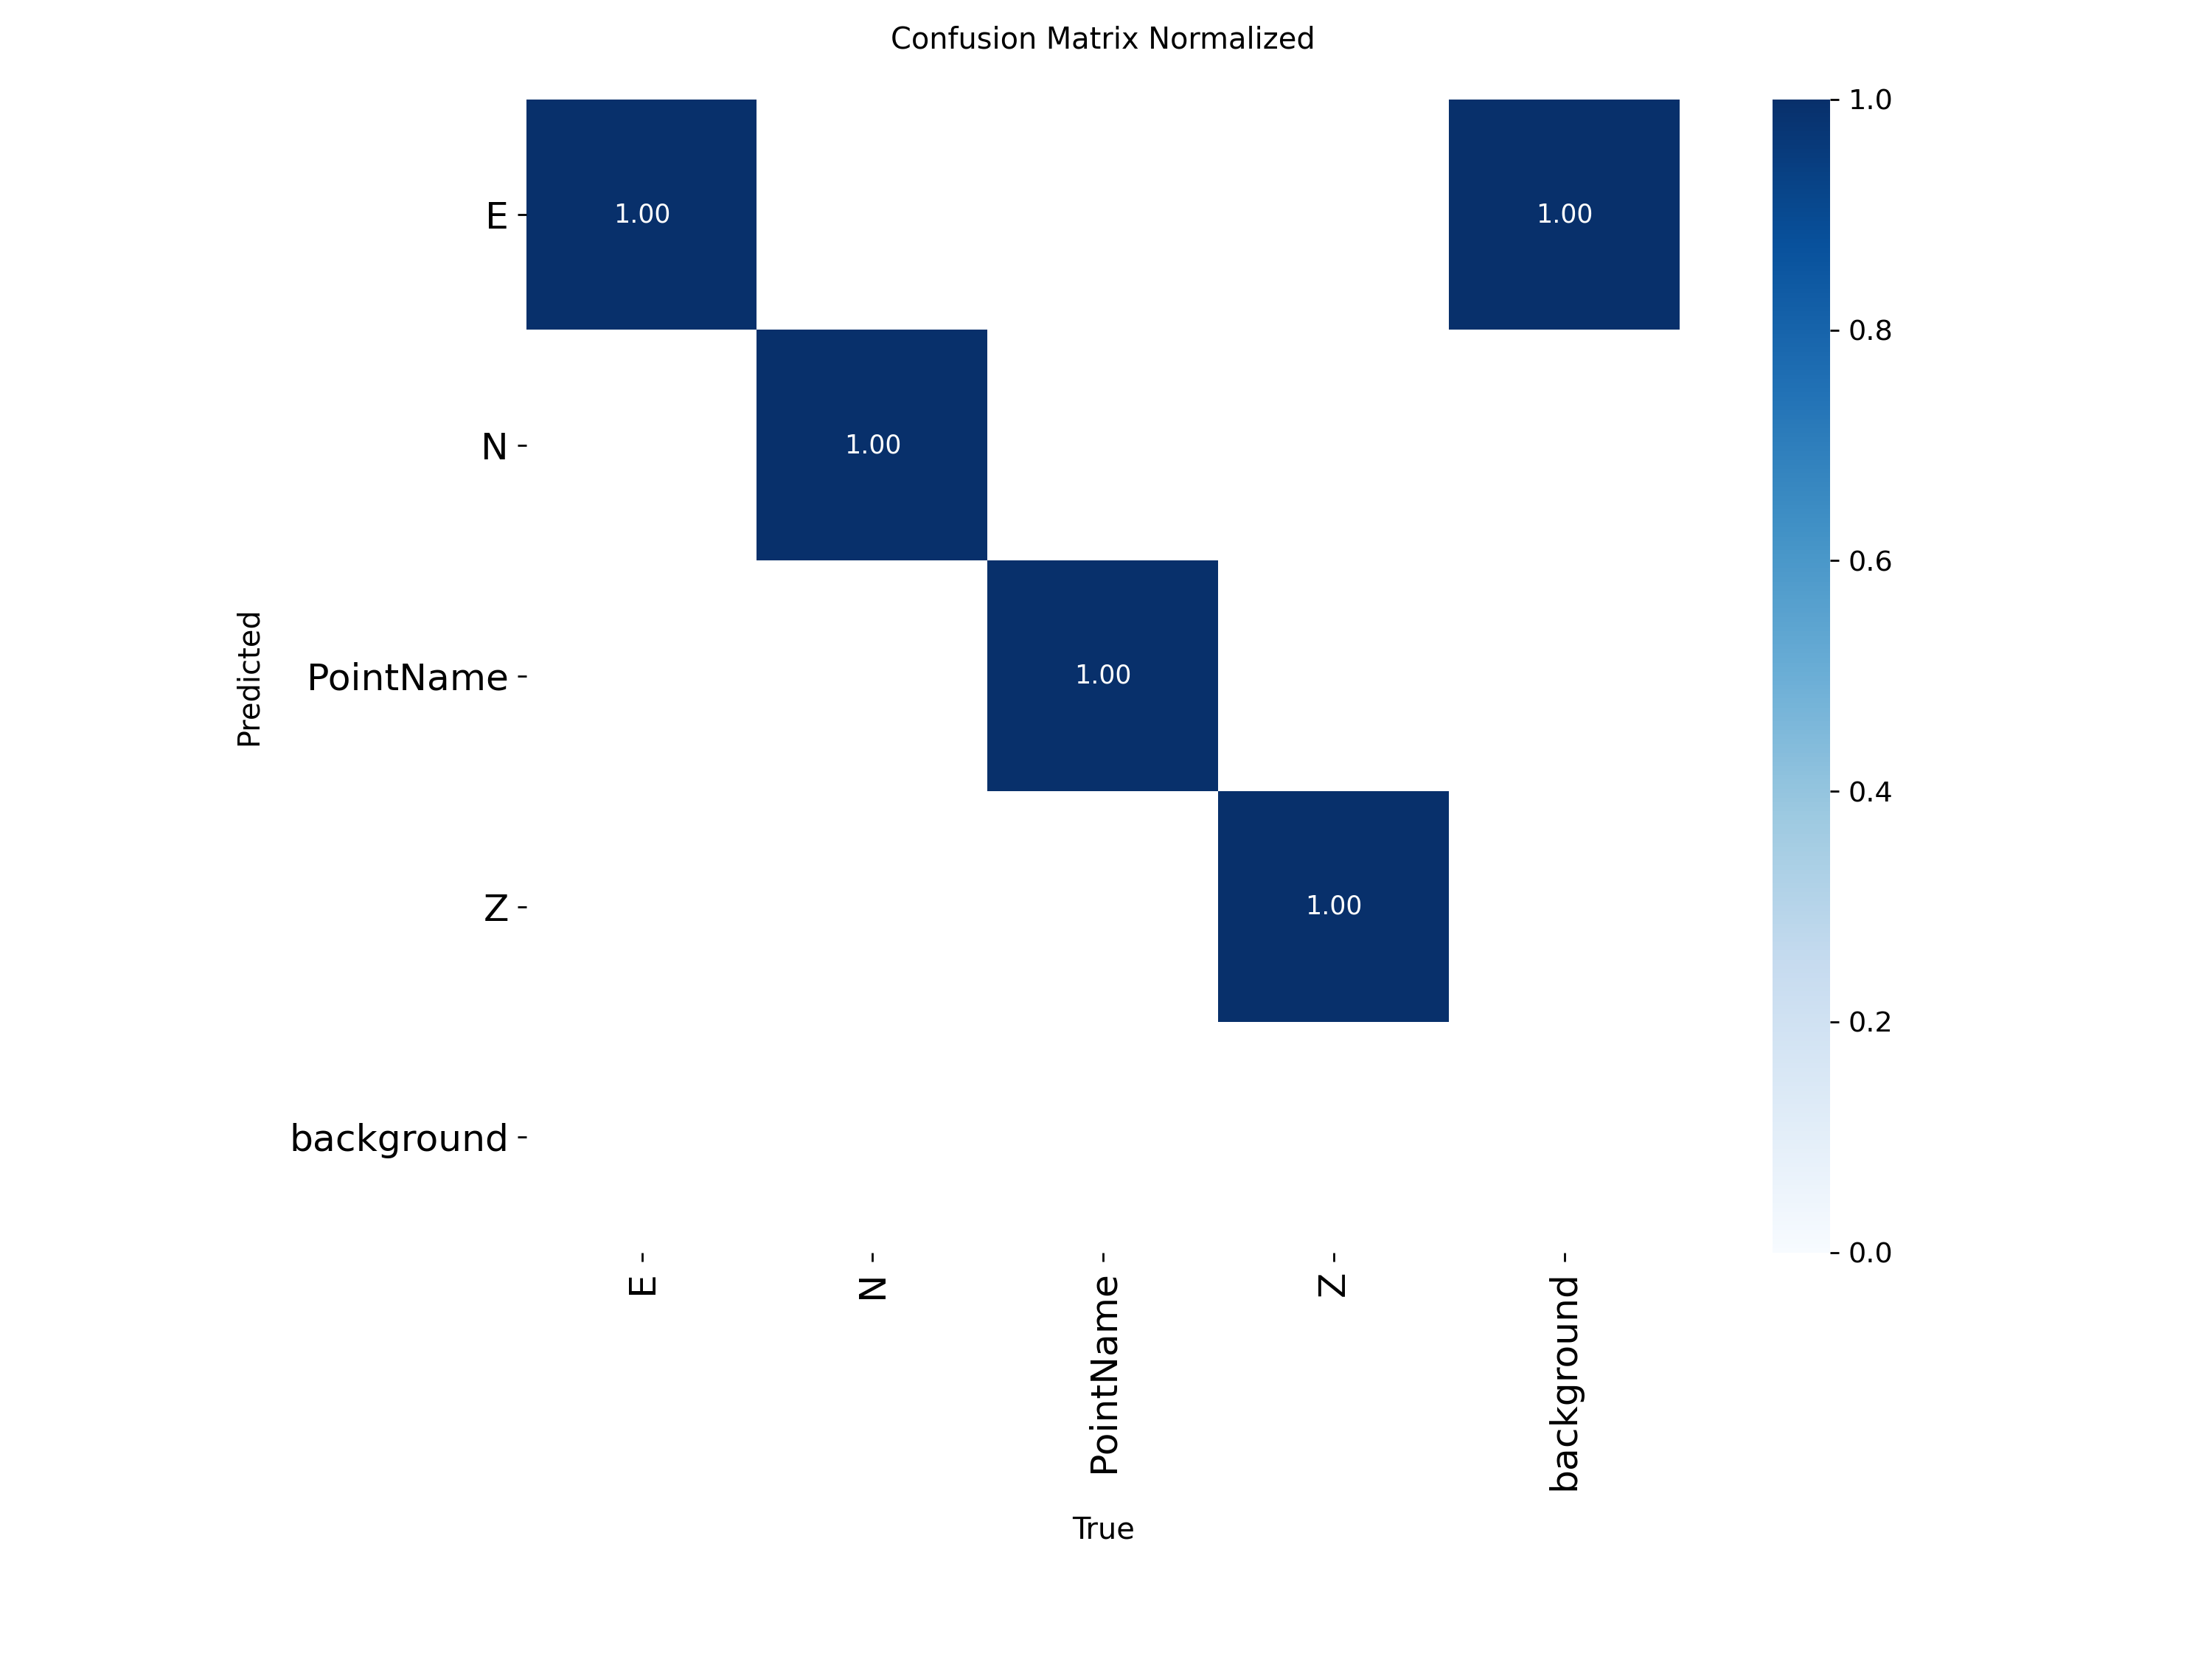 Confusion Matrix Normalized
E
1.00
1.00
N
1.00
PointName
1.00
Z
1.00
background
Predicted
E
N
PointName
Z
background
True
1.0
0.8
0.6
0.4
0.2
0.0